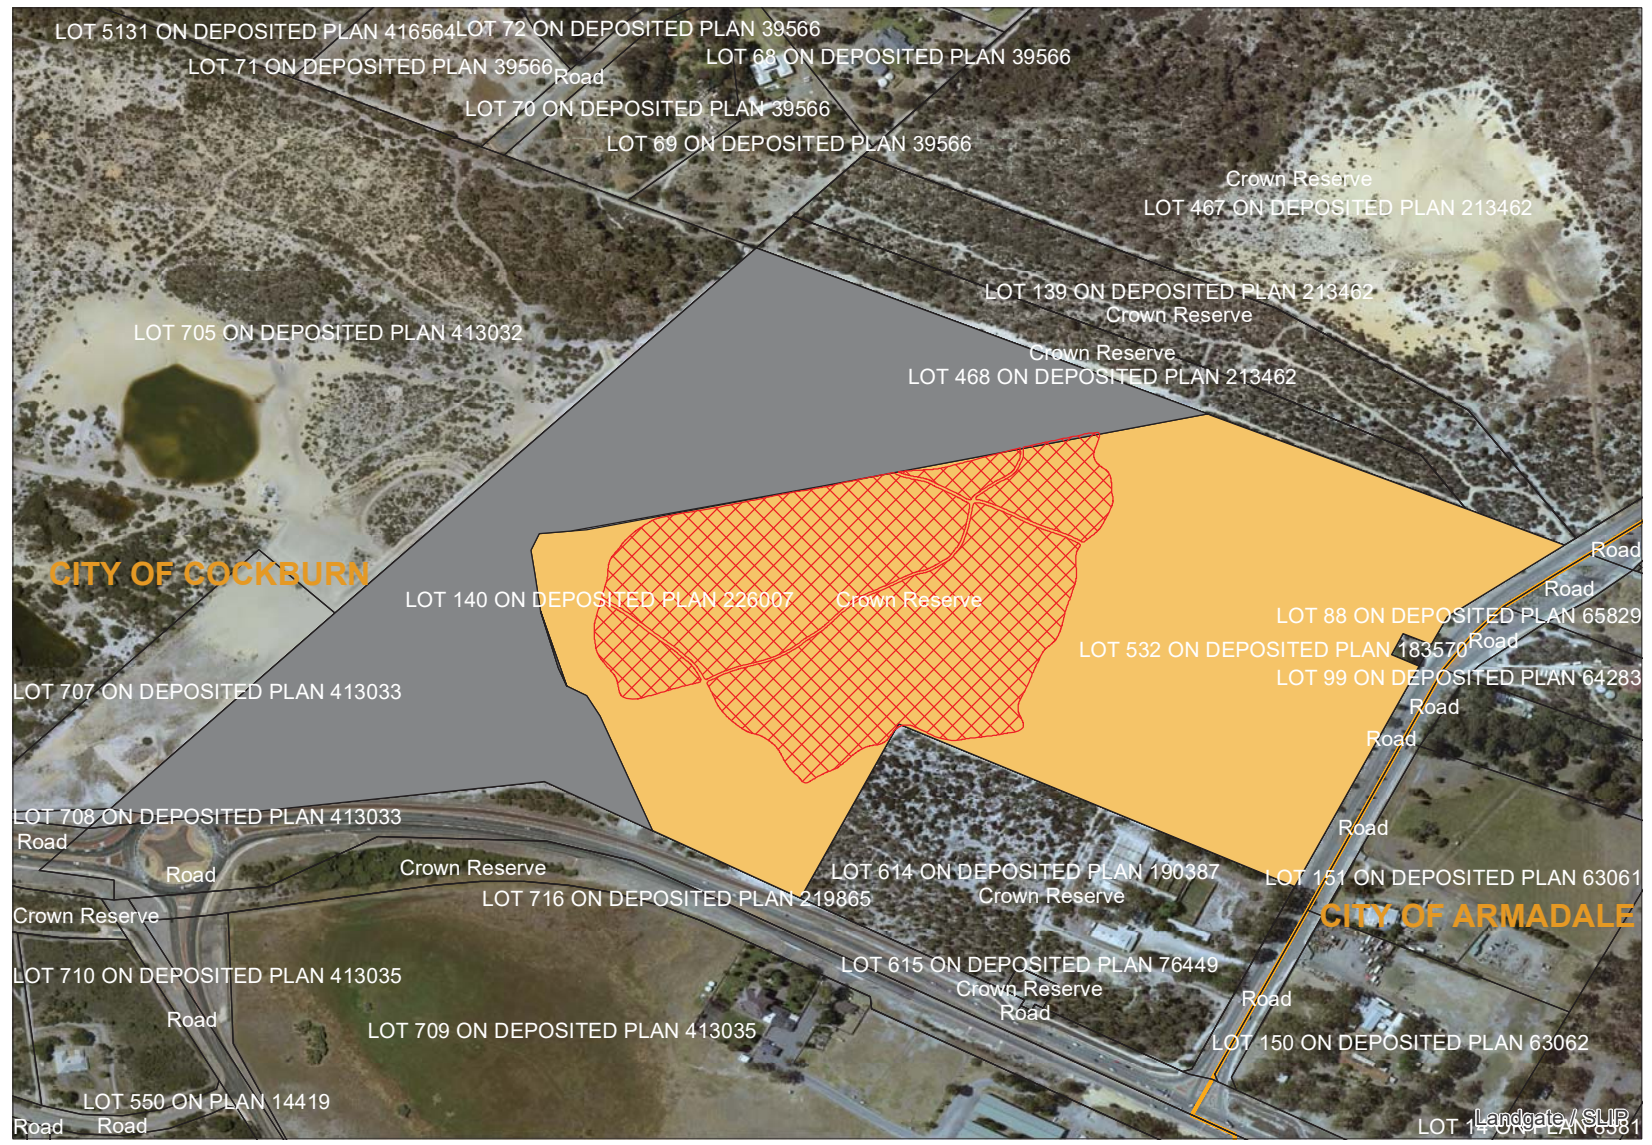 LOT 5131 ON DEPOSITED PLAN 416564
LOT 72 ON DEPOSITED PLAN 39566
LOT 68 ON DEPOSITED PLAN 39566
LOT 71 ON DEPOSITED PLAN 39566
Road
LOT 70 ON DEPOSITED PLAN 39566
LOT 69 ON DEPOSITED PLAN 39566
Crown Reserve
LOT 467 ON DEPOSITED PLAN 213462
LOT 139 ON DEPOSITED PLAN 213462
Crown Reserve
LOT 705 ON DEPOSITED PLAN 413032
Crown Reserve
LOT 468 ON DEPOSITED PLAN 213462
Road
CITY OF COCKBURN
Road
LOT 140 ON DEPOSITED PLAN 226007
Crown Reserve
LOT 88 ON DEPOSITED PLAN 65829
Road
LOT 532 ON DEPOSITED PLAN 183570
LOT 99 ON DEPOSITED PLAN 64283
LOT 707 ON DEPOSITED PLAN 413033
Road
Road
LOT 708 ON DEPOSITED PLAN 413033
Road
Road
Road
Crown Reserve
LOT 614 ON DEPOSITED PLAN 190387
LOT 151 ON DEPOSITED PLAN 63061
Crown Reserve
LOT 716 ON DEPOSITED PLAN 219865
Crown Reserve
CITY OF ARMADALE
LOT 615 ON DEPOSITED PLAN 76449
LOT 710 ON DEPOSITED PLAN 413035
Crown Reserve
Road
Road
Road
LOT 709 ON DEPOSITED PLAN 413035
LOT 150 ON DEPOSITED PLAN 63062
LOT 550 ON PLAN 14419
Landgate / SLIP
Road
Road
LOT 14 ON PLAN 8381